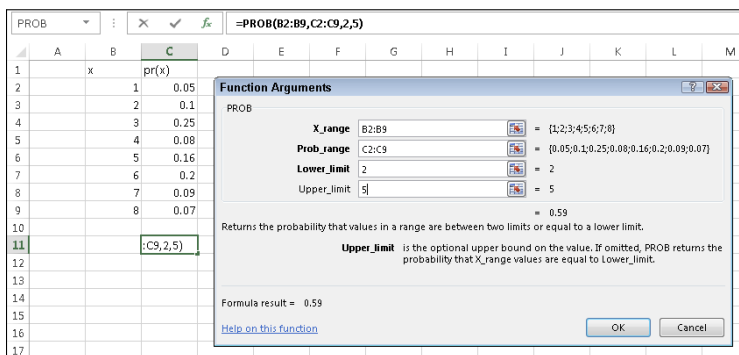 PROB =PROB(B2:B9,C2:C9,2,5)
A B C D E F G H I J K L M
1 x pr(x)
2 1 0.05
3 2 0.1
4 3 0.25
5 4 0.08
6 5 0.16
7 6 0.2
8 7 0.09
9 8 0.07
10
11 :C9,2,5)
12
13
14
15
16
17
Function Arguments
PROB
X_range B2:B9 = {1;2;3;4;5;6;7;8}
Prob_range C2:C9 = {0.05;0.1;0.25;0.08;0.16;0.2;0.09;0.07}
Lower_limit 2 = 2
Upper_limit 5 = 5
= 0.59
Returns the probability that values in a range are between two limits or equal to a lower limit.
Upper_limit is the optional upper bound on the value. If omitted, PROB returns the
probability that X_range values are equal to Lower_limit.
Formula result = 0.59
Help on this function OK Cancel